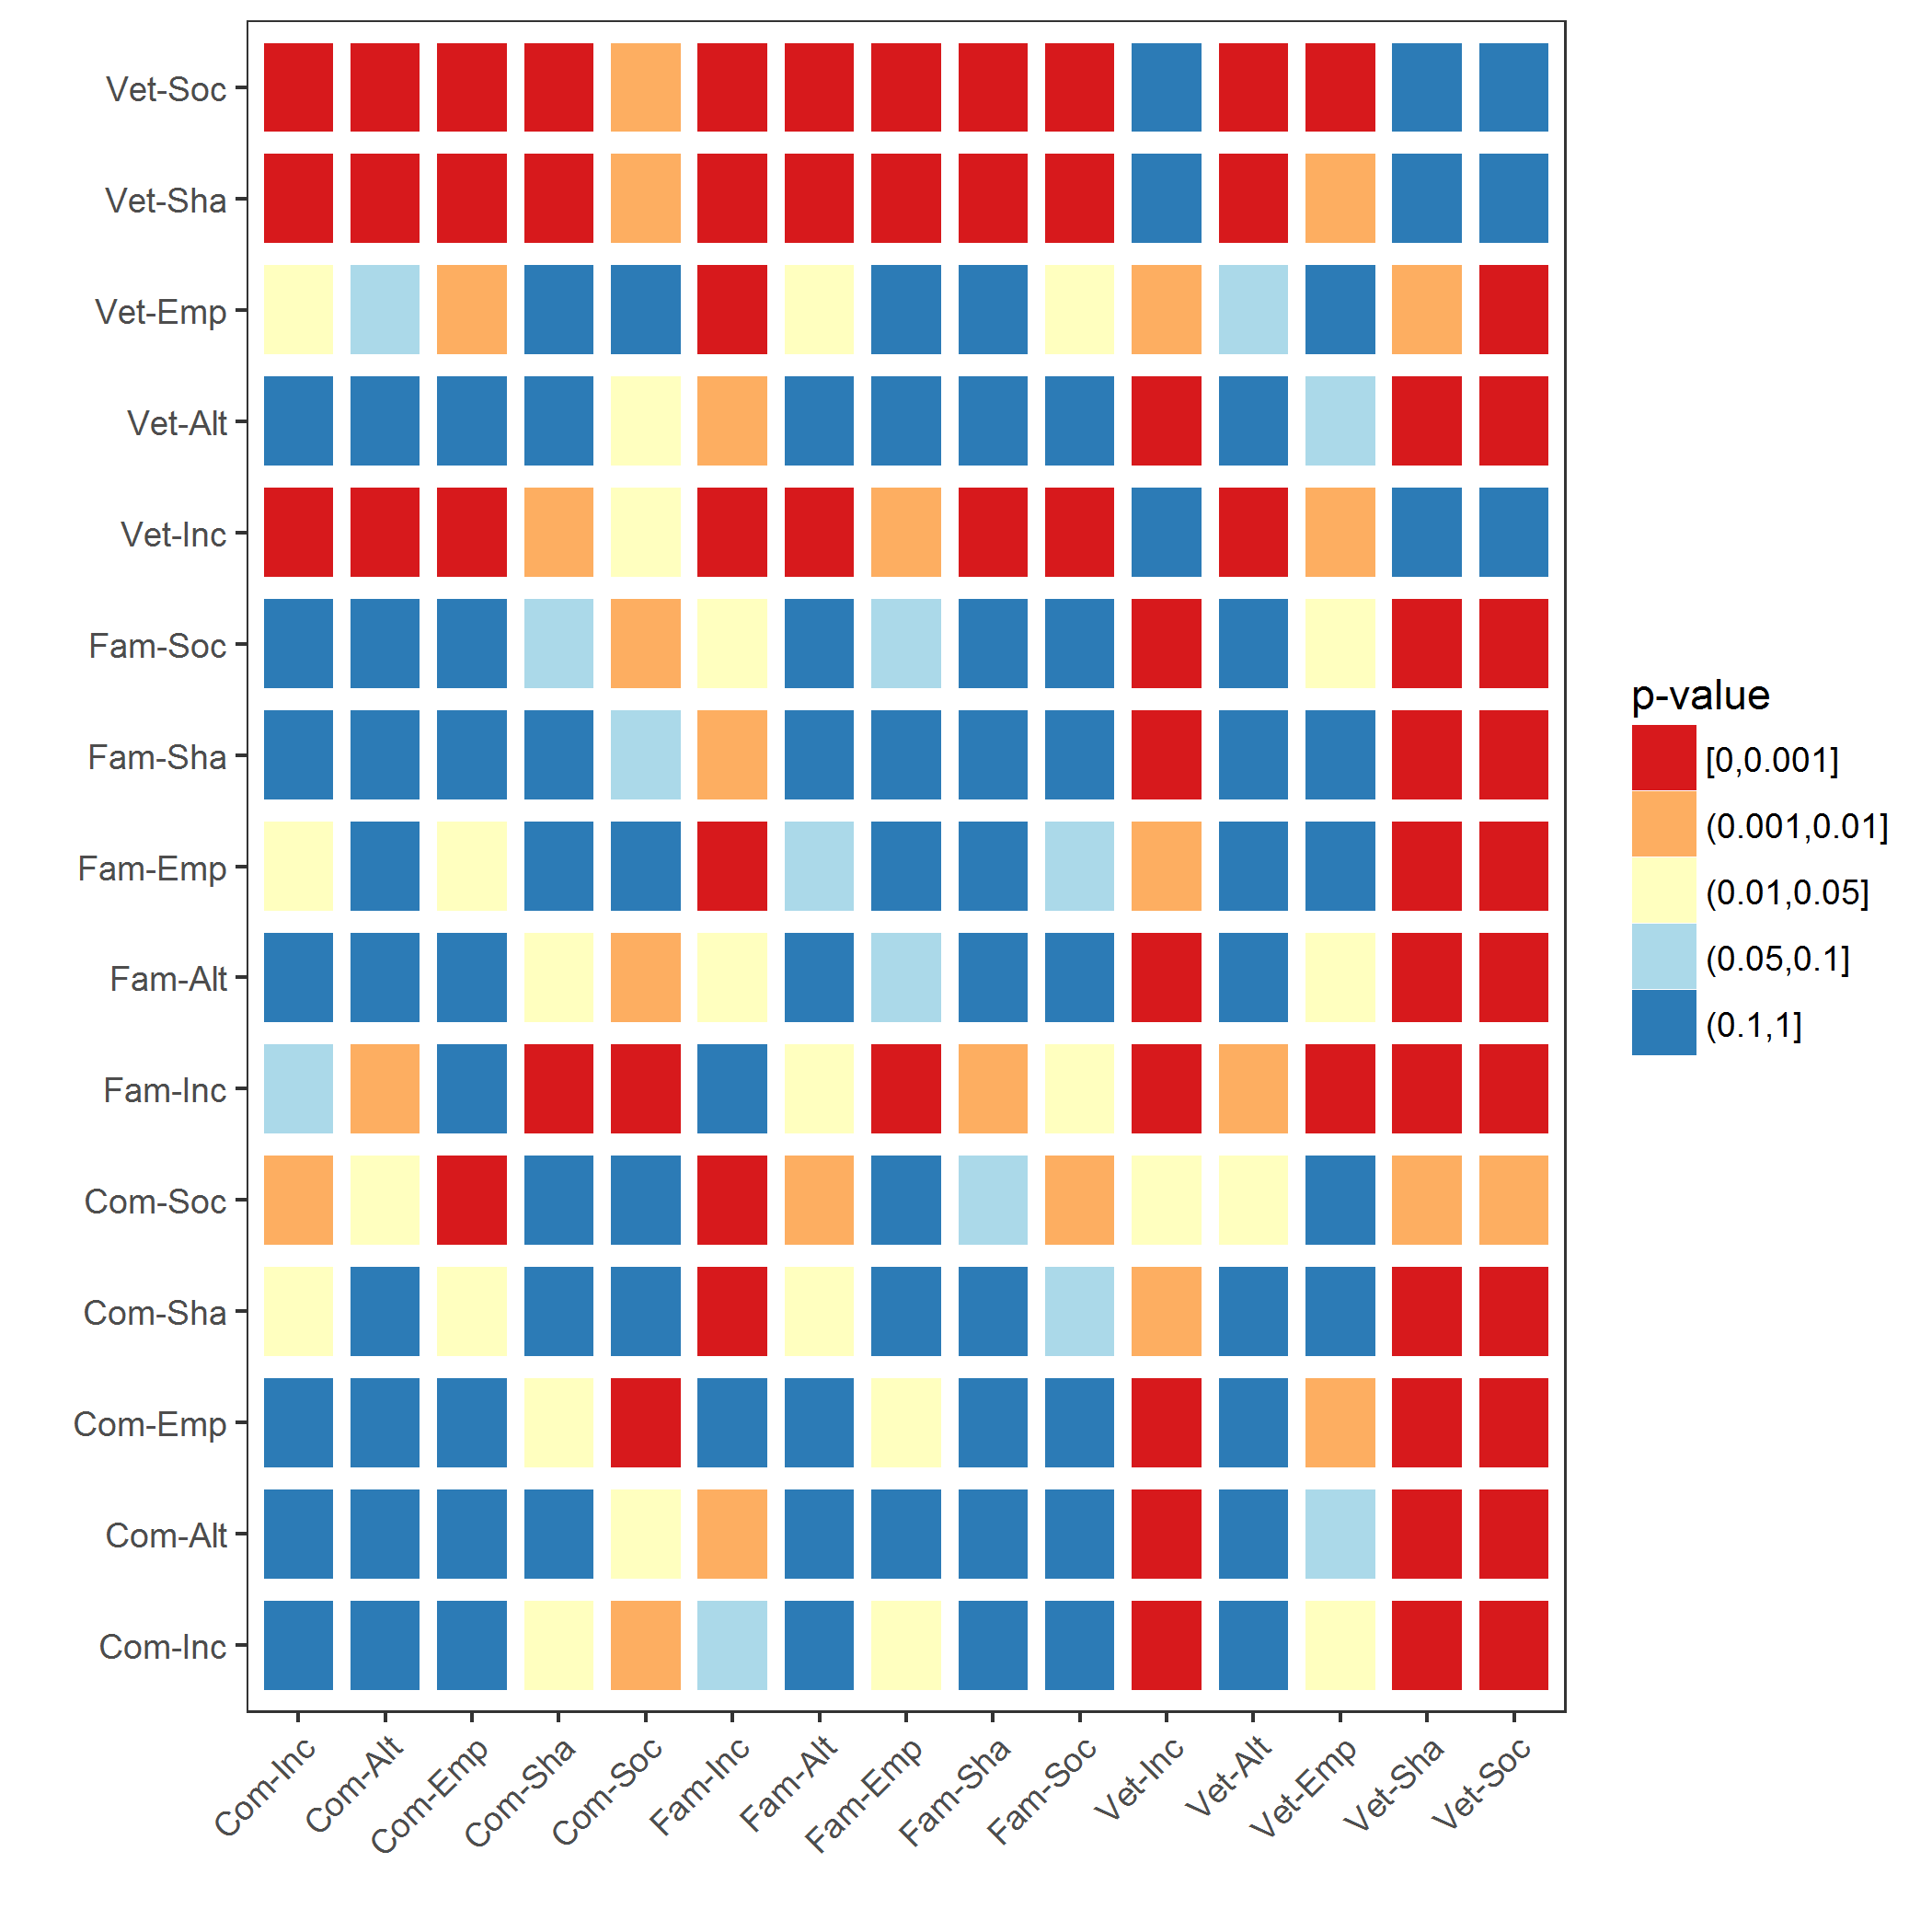 Vet-Soc
Vet-Sha
Vet-Emp
Vet-Alt
Vet-Inc
Fam-Soc
Fam-Sha
Fam-Emp
Fam-Alt
Fam-Inc
Com-Soc
Com-Sha
Com-Emp
Com-Alt
Com-Inc
Com-Inc
Com-Alt
Com-Emp
Com-Sha
Com-Soc
Fam-Inc
Fam-Alt
Fam-Emp
Fam-Sha
Fam-Soc
Vet-Inc
Vet-Alt
Vet-Emp
Vet-Sha
Vet-Soc
p-value
[0,0.001]
(0.001,0.01]
(0.01,0.05]
(0.05,0.1]
(0.1,1]